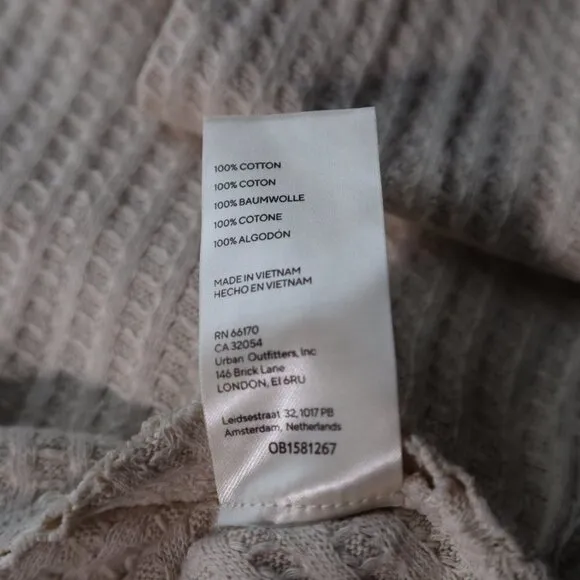 100% COTTON
100% COTON
100% BAUMWOLLE
100% COTONE
100% ALGODÓN
MADE IN VIETNAM
HECHO EN VIETNAM
RN 66170
CA 32054
Urban Outfitters, Inc
146 Brick Lane
LONDON, E1 6RU
Leidsestraat 32, 1017 PB
Amsterdam, Netherlands
OB1581267